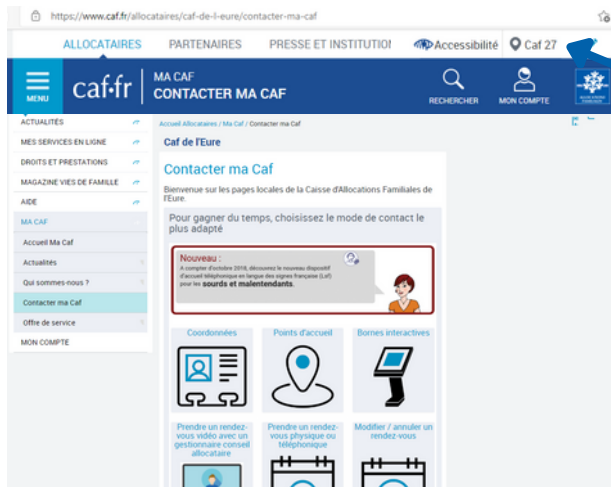 https://www.caf.fr/allocataires/caf-de-l-eure/contacter-ma-caf
ALLOCATAIRES PARTENAIRES PRESSE ET INSTITUTIO Accessibilité Caf 27
MENU
caf.fr
MA CAF
CONTACTER MA CAF
RECHERCHER
MON COMPTE
ALLOCATIONS
FAMILIALES
ACTUALITÉS
MES SERVICES EN LIGNE
DROITS ET PRESTATIONS
MAGAZINE VIES DE FAMILLE
AIDE
MA CAF
Accueil Ma Caf
Actualités
Qui sommes-nous ?
Contacter ma Caf
Offre de service
MON COMPTE
Accueil Allocataires / Ma Caf / Contacter ma Caf
Caf de l'Eure
Contacter ma Caf
Bienvenue sur les pages locales de la Caisse d'Allocations Familiales de
l'Eure.
Pour gagner du temps, choisissez le mode de contact le
plus adapté
Nouveau :
A compter d'octobre 2018, découvrez le nouveau dispositif
d'accueil téléphonique en langue des signes française (Lsf)
pour les sourds et malentendants.
Coordonnées
Points d'accueil
Bornes interactives
Prendre un rendez-
vous vidéo avec un
gestionnaire conseil
allocataire
Prendre un rendez-
vous physique ou
téléphonique
Modifier / annuler un
rendez-vous